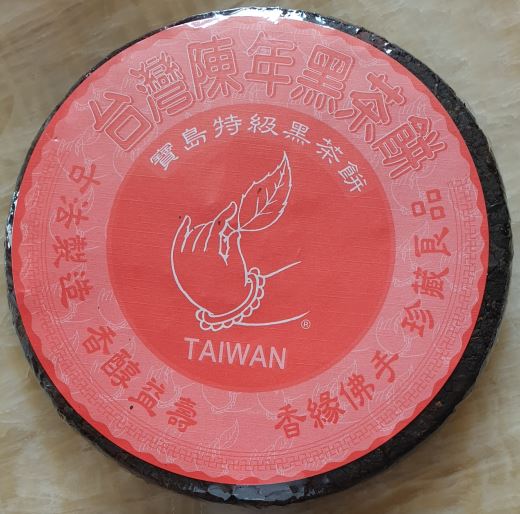 台灣陳年黑茶餅
寶島特級黑茶餅
古法製造
香醇益壽
香緣佛手
珍藏良品
®
TAIWAN